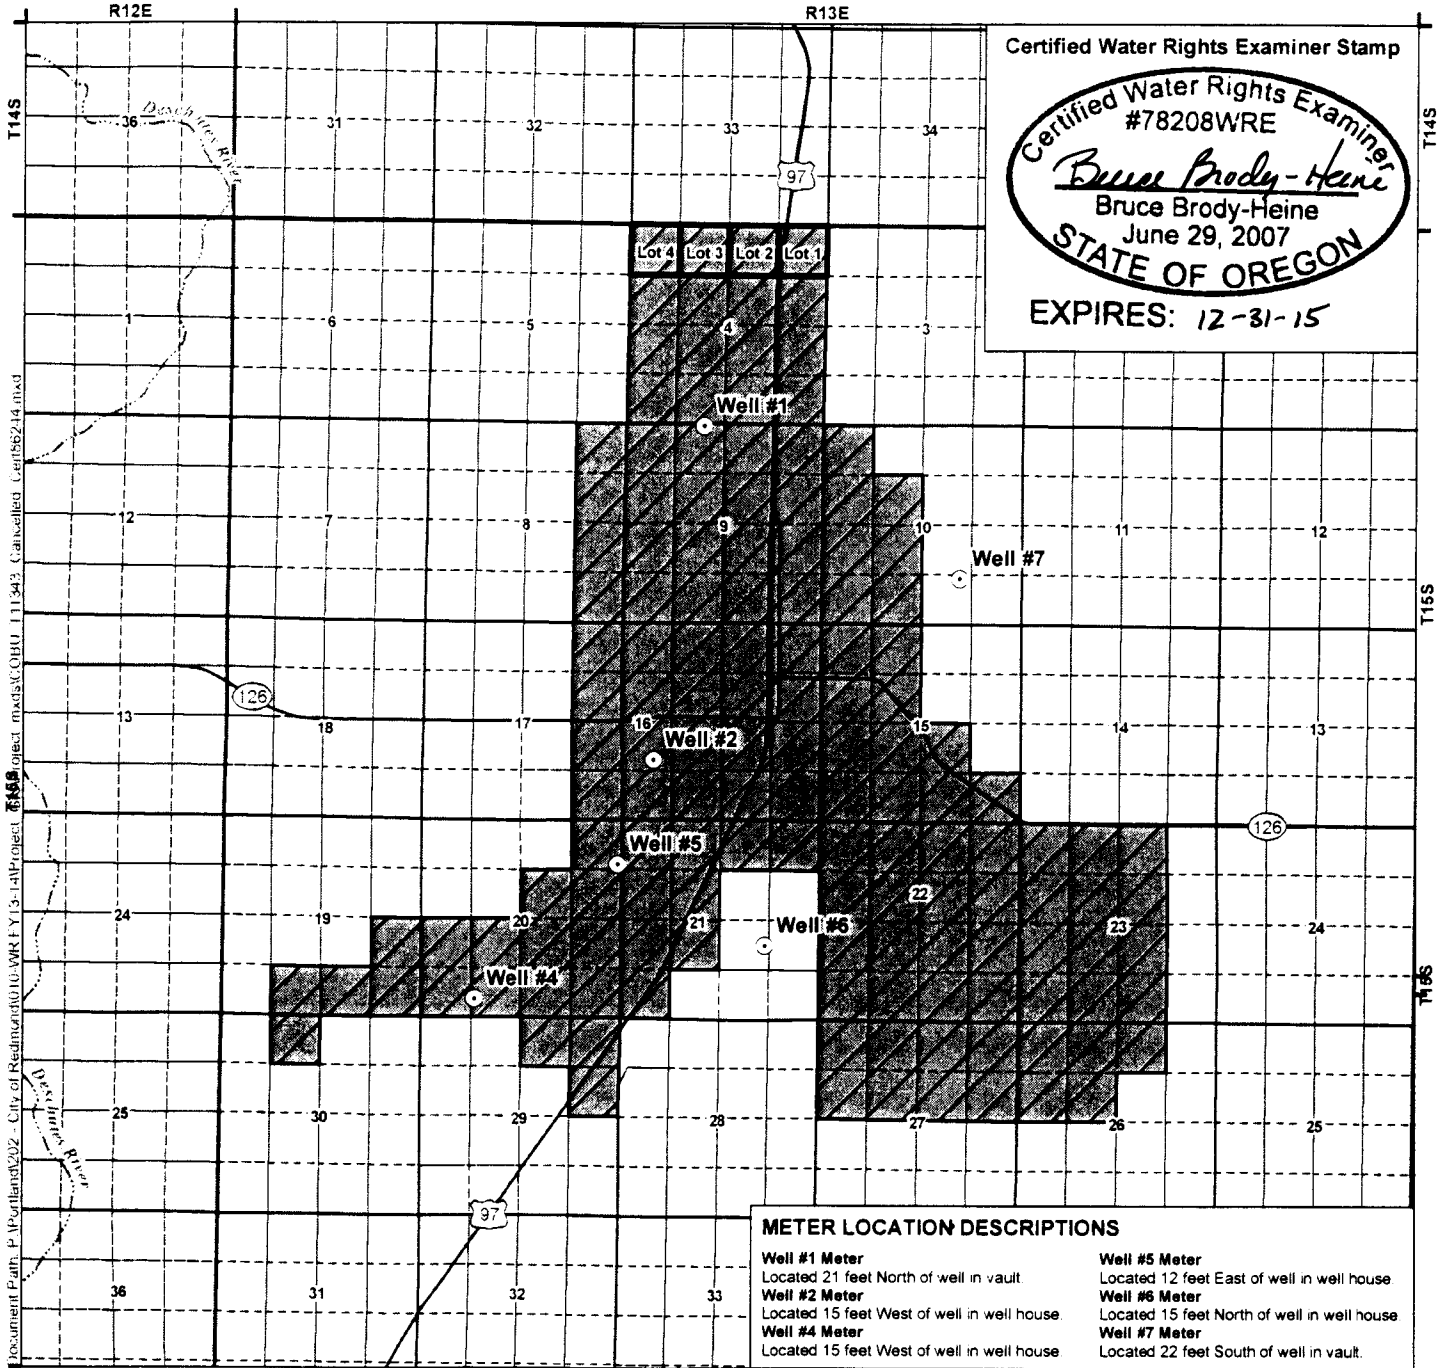 R12E
R13E
T14S
T14S
Certified Water Rights Examiner Stamp
Certified Water Rights Examiner
#78208WRE
Bruce Brody-Heine
Bruce Brody-Heine
June 29, 2007
STATE OF OREGON
EXPIRES: 12-31-15
Deschutes River
36
31
32
33
34
97
Lot 4
Lot 3
Lot 2
Lot 1
1
6
5
4
3
Well #1
12
7
8
9
10
11
12
Well #7
T15S
126
13
18
17
16
15
14
13
Well #2
126
Well #5
24
19
20
21
22
23
24
Well #6
Well #4
T15S
25
30
29
28
27
26
25
Deschutes River
97
36
31
32
33
METER LOCATION DESCRIPTIONS
Well #1 Meter
Located 21 feet North of well in vault.
Well #2 Meter
Located 15 feet West of well in well house.
Well #4 Meter
Located 15 feet West of well in well house
Well #5 Meter
Located 12 feet East of well in well house.
Well #6 Meter
Located 15 feet North of well in well house
Well #7 Meter
Located 22 feet South of well in vault.